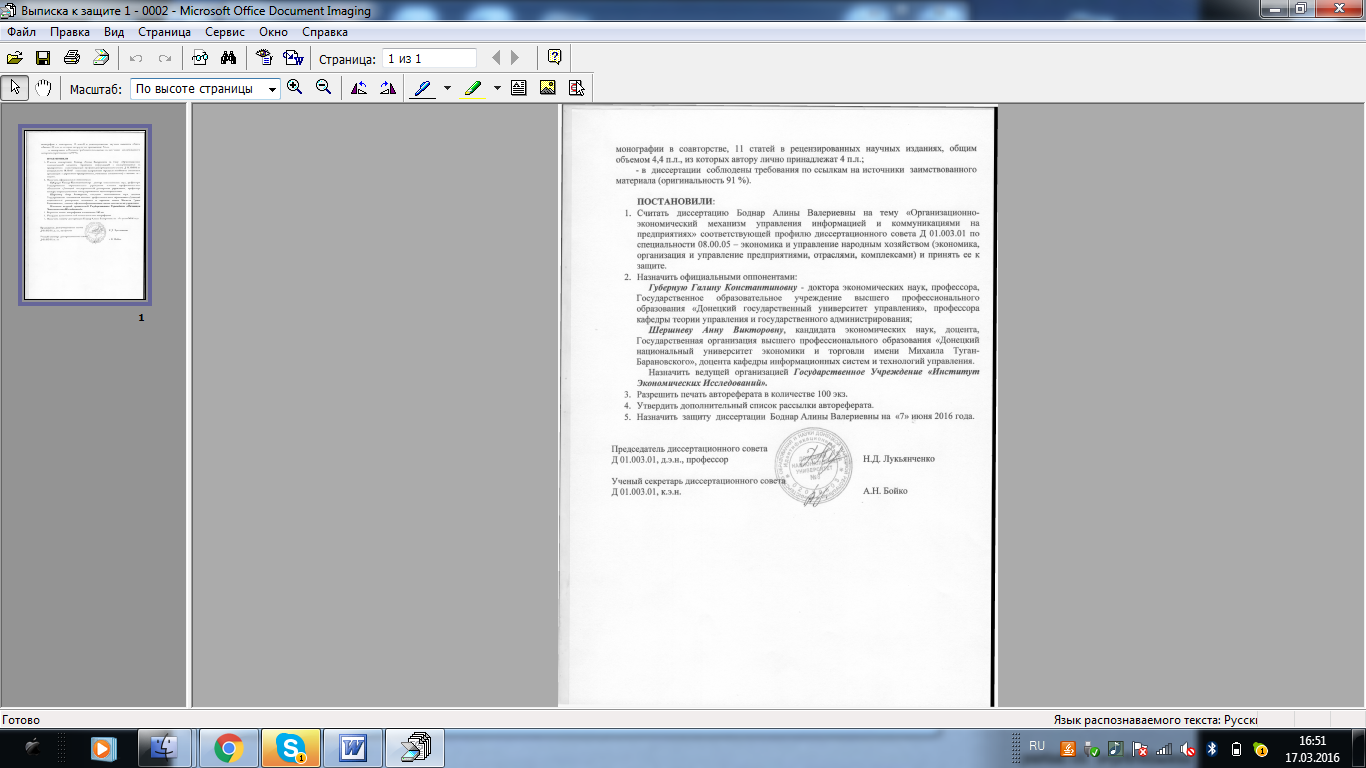 Выписка к защите 1 - 0002 - Microsoft Office Document Imaging
Файл Правка Вид Страница Сервис Окно Справка
Страница: 1 из 1
Масштаб: По высоте страницы
1
монографии в соавторстве, 11 статей в рецензированных научных изданиях, общим
объемом 4,4 п.л., из которых автору лично принадлежат 4 п.л.;
- в диссертации соблюдены требования по ссылкам на источники заимствованного
материала (оригинальность 91 %).
ПОСТАНОВИЛИ:
1. Считать диссертацию Боднар Алины Валериевны на тему «Организационно-
экономический механизм управления информацией и коммуникациями на
предприятиях» соответствующей профилю диссертационного совета Д 01.003.01 по
специальности 08.00.05 – экономика и управление народным хозяйством (экономика,
организация и управление предприятиями, отраслями, комплексами) и принять ее к
защите.
2. Назначить официальными оппонентами:
Губерную Галину Константиновну - доктора экономических наук, профессора,
Государственное образовательное учреждение высшего профессионального
образования «Донецкий государственный университет управления», профессора
кафедры теории управления и государственного администрирования;
Шершневу Анну Викторовну, кандидата экономических наук, доцента,
Государственная организация высшего профессионального образования «Донецкий
национальный университет экономики и торговли имени Михаила Туган-
Барановского», доцента кафедры информационных систем и технологий управления.
Назначить ведущей организацией Государственное Учреждение «Институт
Экономических Исследований».
3. Разрешить печать автореферата в количестве 100 экз.
4. Утвердить дополнительный список рассылки автореферата.
5. Назначить защиту диссертации Боднар Алины Валериевны на «7» июня 2016 года.
Председатель диссертационного совета
Д 01.003.01, д.э.н., профессор Н.Д. Лукьянченко
Ученый секретарь диссертационного совета
Д 01.003.01, к.э.н. А.Н. Бойко
Готово
Язык распознаваемого текста: Русск
RU
16:51
17.03.2016